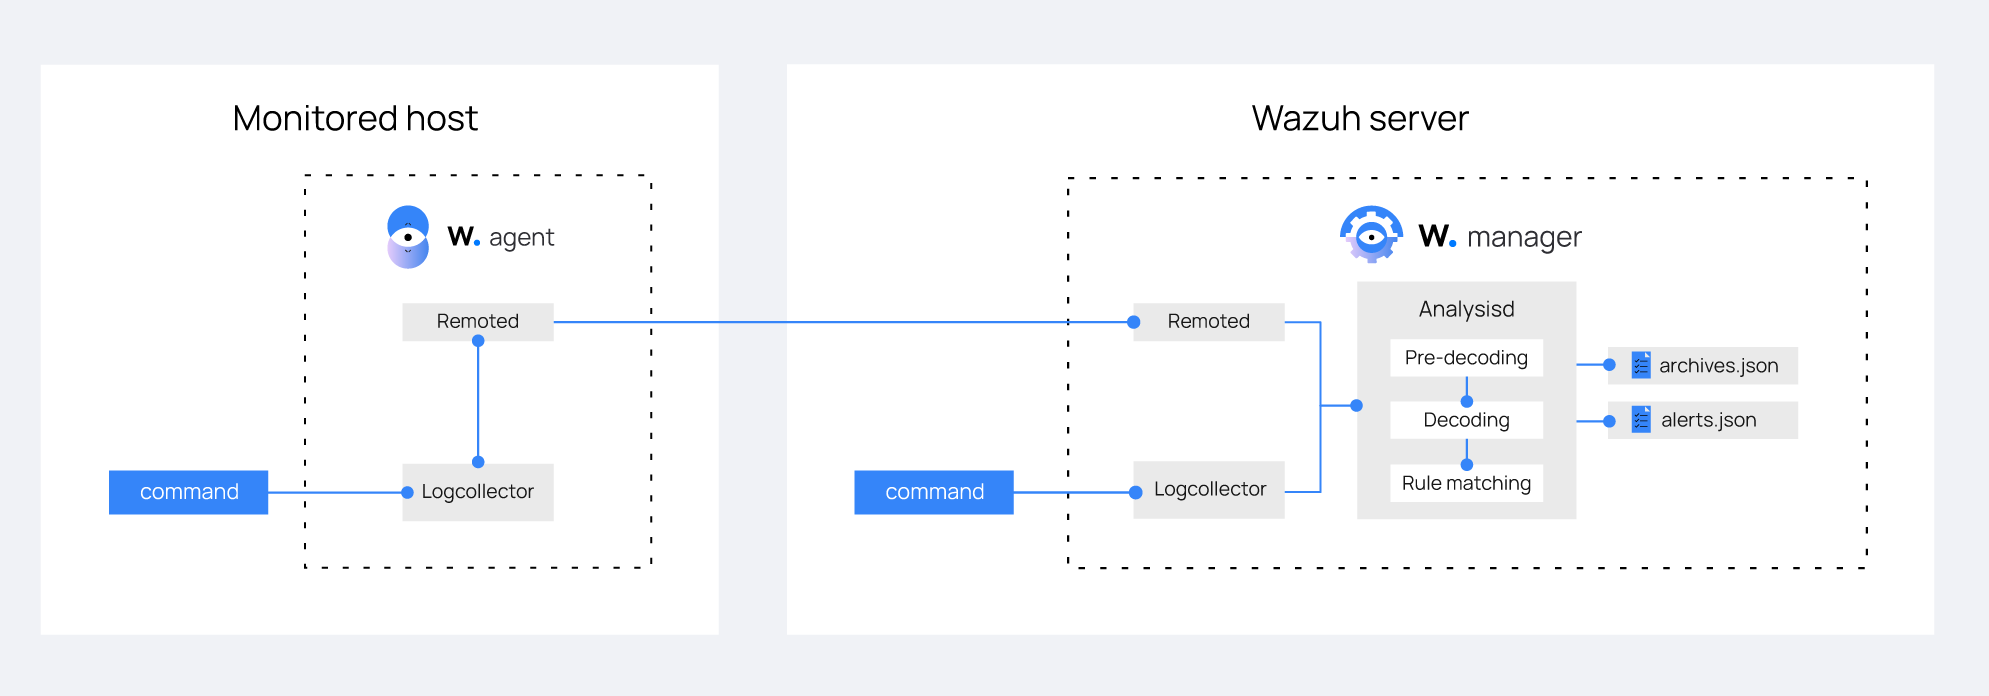 Monitored host
W. agent
Remoted
command
Logcollector
Wazuh server
W. manager
Remoted
command
Logcollector
Analysisd
Pre-decoding
Decoding
Rule matching
archives.json
alerts.json